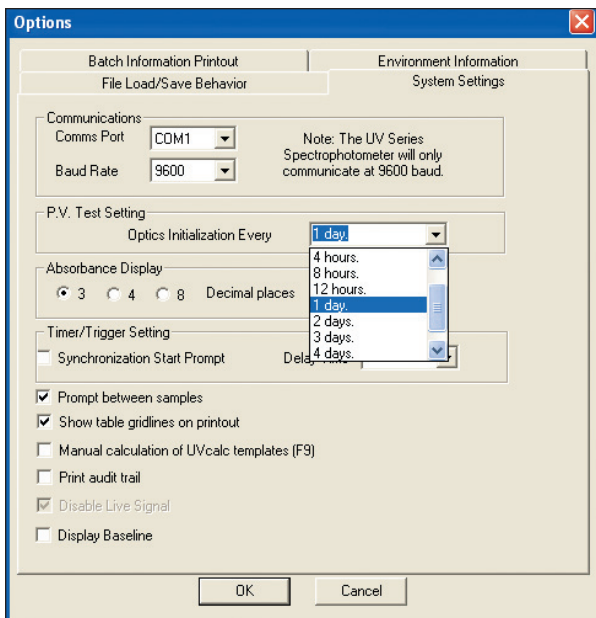 Options
Batch Information Printout
Environment Information
File Load/Save Behavior
System Settings
Communications
Comms Port
COM1
Note: The UV Series
Spectrophotometer will only
communicate at 9600 baud.
Baud Rate
9600
P.V. Test Setting
Optics Initialization Every
1 day.
4 hours.
8 hours.
12 hours.
1 day.
2 days.
3 days.
4 days.
Absorbance Display
3
4
8
Decimal places
Timer/Trigger Setting
Synchronization Start Prompt
Prompt between samples
Show table gridlines on printout
Manual calculation of UVcalc templates (F9)
Print audit trail
Disable Live Signal
Display Baseline
OK
Cancel